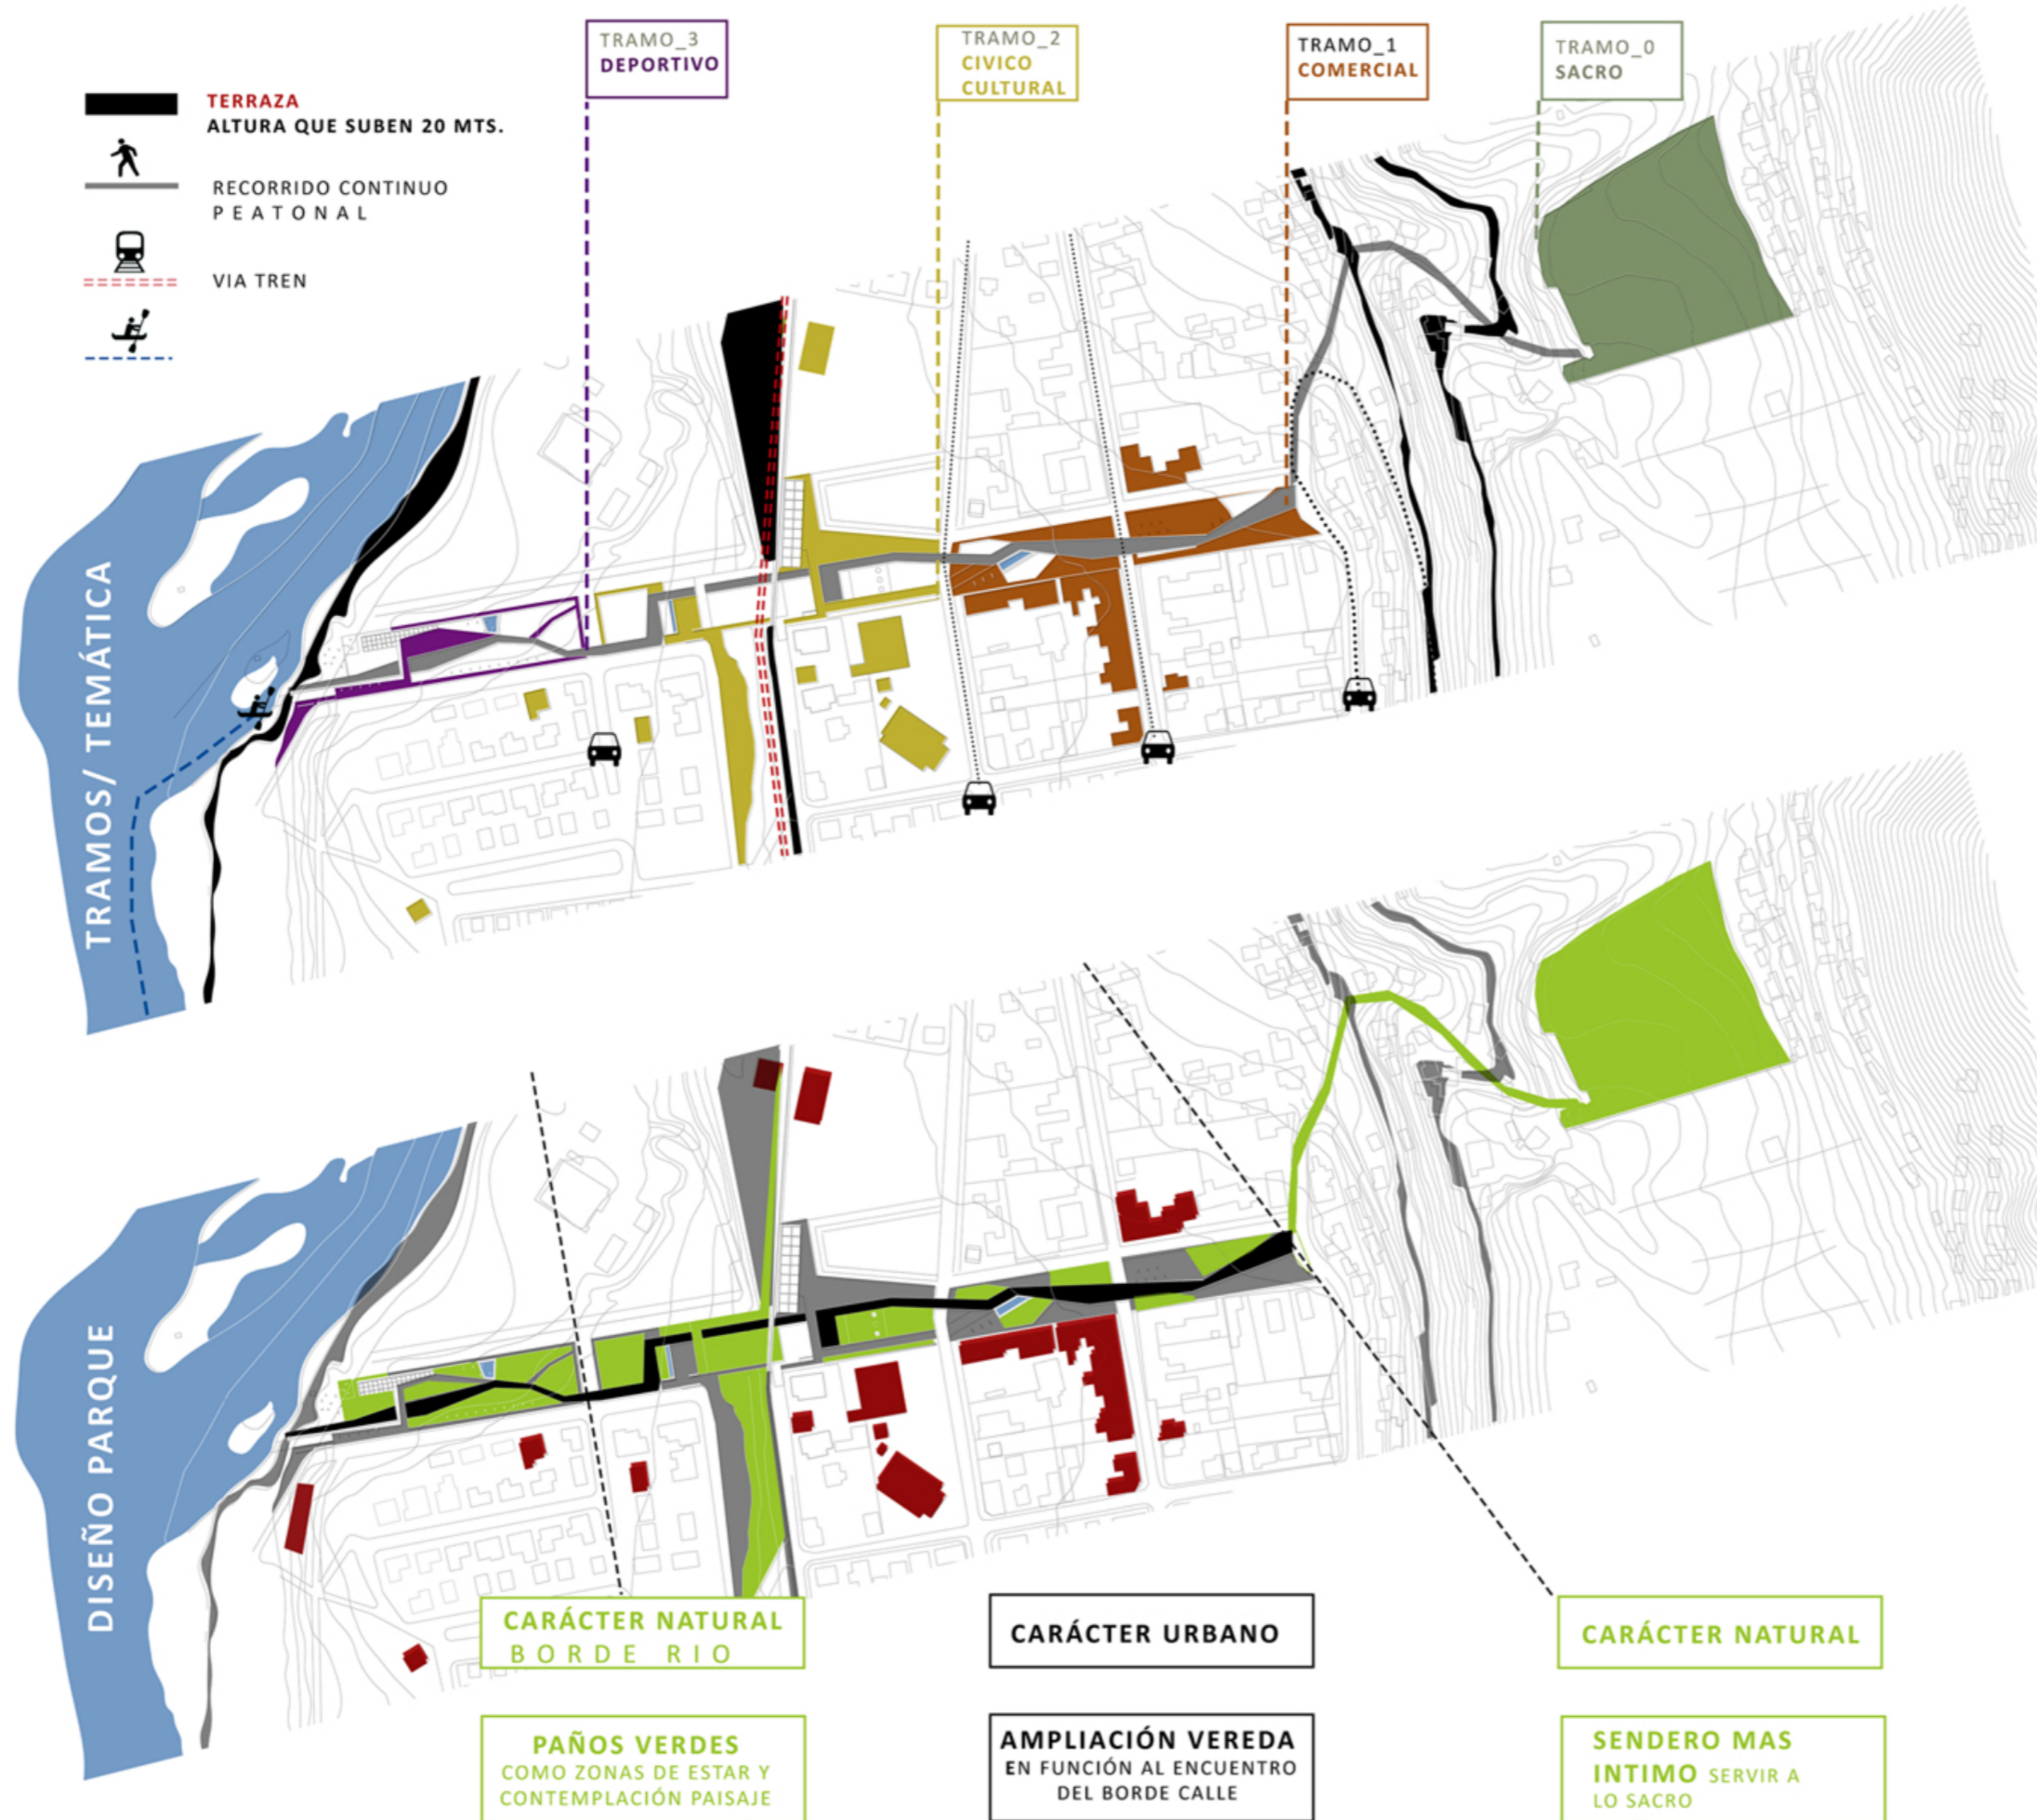 TRAMO_3
DEPORTIVO
TRAMO_2
CIVICO
CULTURAL
TRAMO_1
COMERCIAL
TRAMO_0
SACRO
TERRAZA
ALTURA QUE SUBEN 20 MTS.
RECORRIDO CONTINUO
PEATONAL
VIA TREN
TRAMOS/ TEMÁTICA
DISEÑO PARQUE
CARÁCTER NATURAL
BORDE RIO
CARÁCTER URBANO
CARÁCTER NATURAL
PAÑOS VERDES
COMO ZONAS DE ESTAR Y
CONTEMPLACIÓN PAISAJE
AMPLIACIÓN VEREDA
EN FUNCIÓN AL ENCUENTRO
DEL BORDE CALLE
SENDERO MAS
INTIMO SERVIR A
LO SACRO